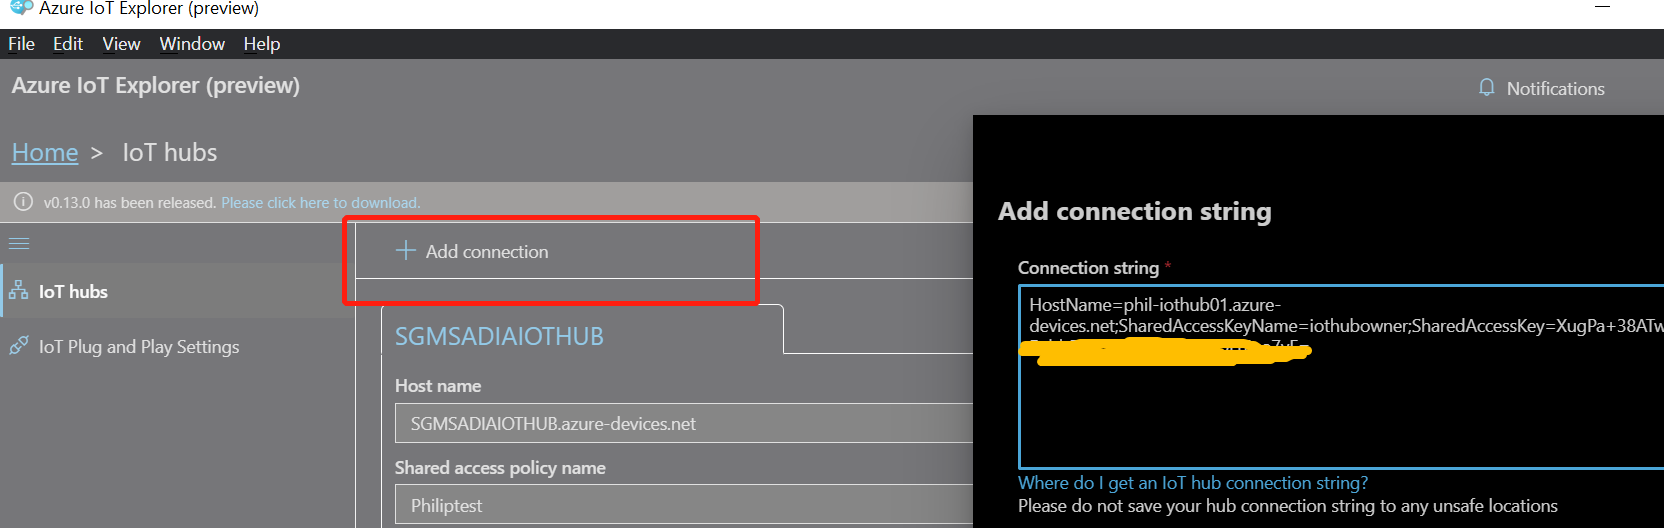 Azure IoT Explorer (preview)
File Edit View Window Help
Azure IoT Explorer (preview)
Notifications
Home > IoT hubs
v0.13.0 has been released. Please click here to download.
Add connection
IoT hubs
IoT Plug and Play Settings
SGMSADIAIOTHUB
Host name
SGMSADIAIOTHUB.azure-devices.net
Shared access policy name
Philiptest
Add connection string
Connection string *
HostName=phil-iothub01.azure-
devices.net;SharedAccessKeyName=iothubowner;SharedAccessKey=XugPa+38ATw
Where do I get an IoT hub connection string?
Please do not save your hub connection string to any unsafe locations